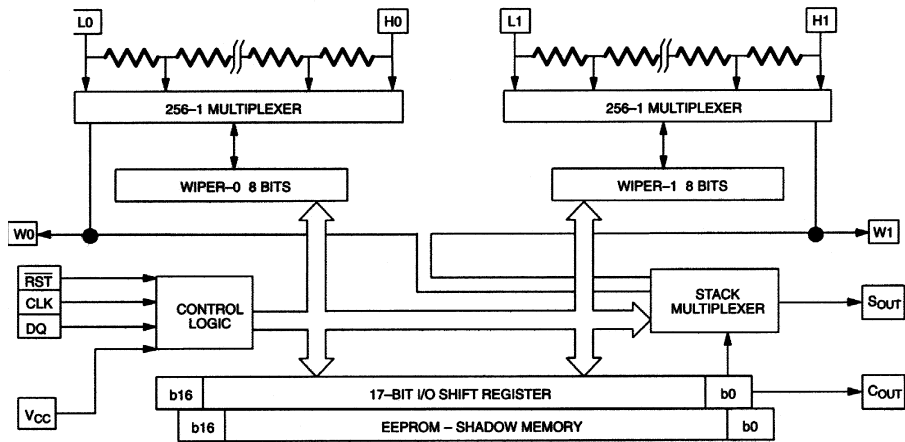 L0
H0
L1
H1
256–1 MULTIPLEXER
256–1 MULTIPLEXER
WIPER–0 8 BITS
WIPER–1 8 BITS
W0
W1
RST
CLK
DQ
CONTROL
LOGIC
STACK
MULTIPLEXER
SOUT
VCC
b16
17–BIT I/O SHIFT REGISTER
b0
COUT
b16
EEPROM – SHADOW MEMORY
b0